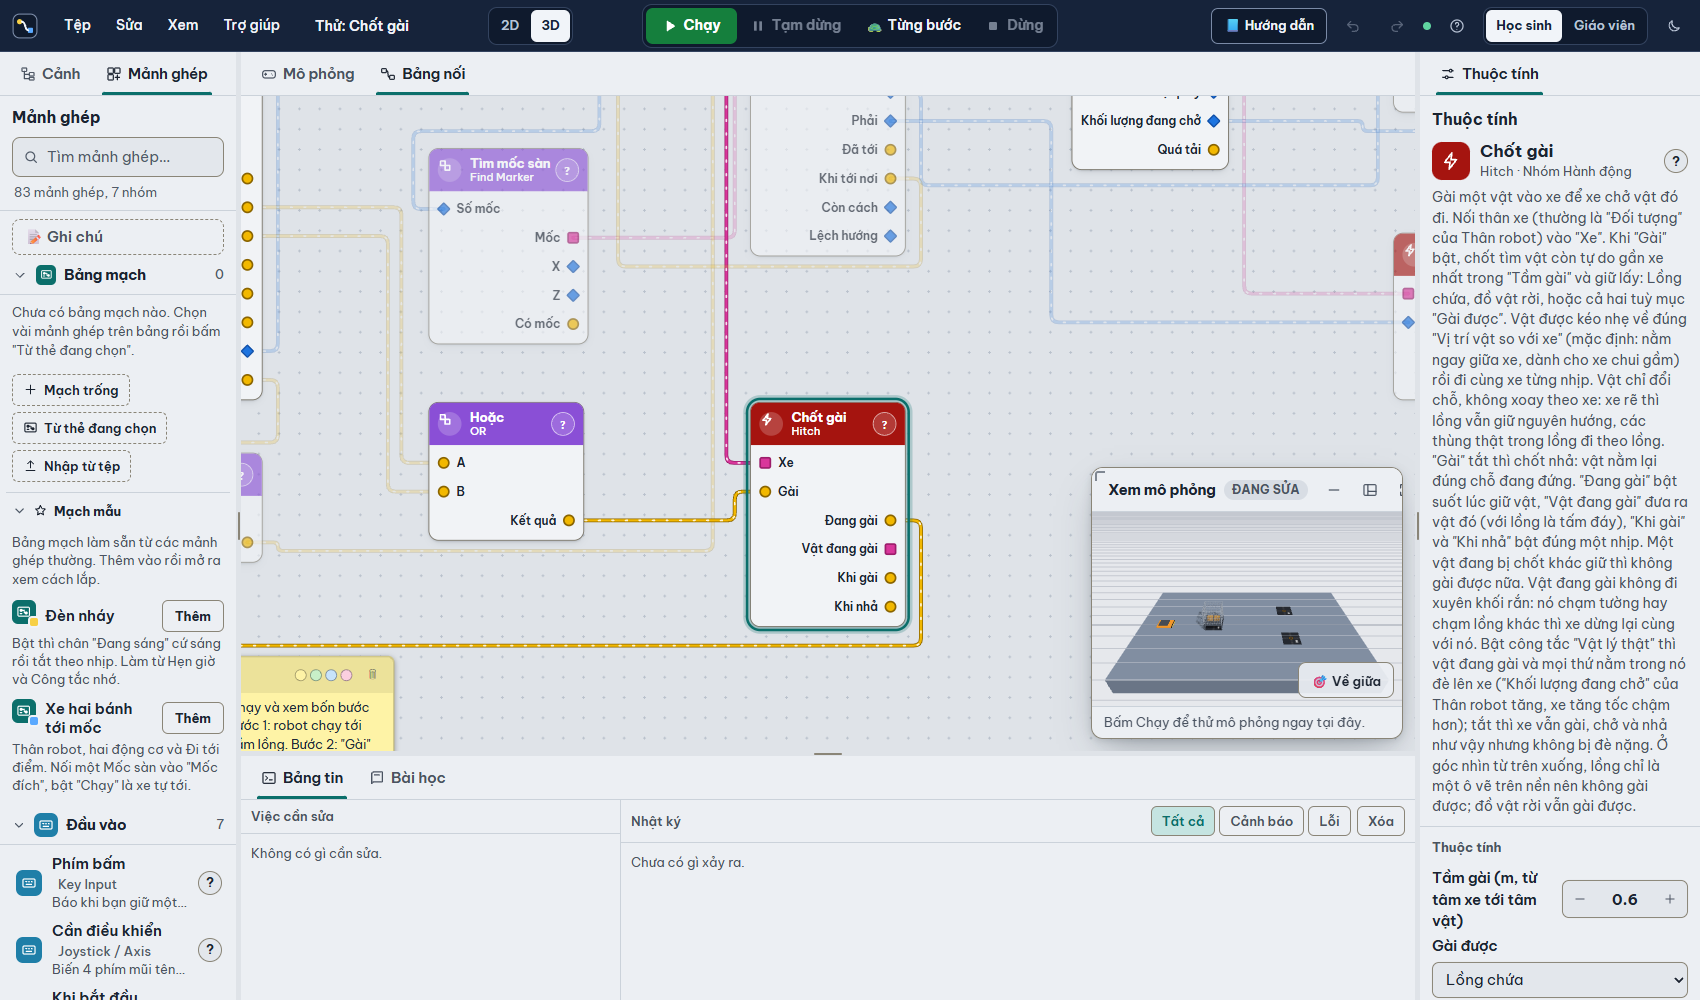 Tệp Sửa Xem Trợ giúp Thử: Chốt gài 2D 3D Chạy Tạm dừng Từng bước Dừng Hướng dẫn Học sinh Giáo viên
Cảnh Mảnh ghép
Mảnh ghép
Tìm mảnh ghép...
83 mảnh ghép, 7 nhóm
Ghi chú
Bảng mạch 0
Chưa có bảng mạch nào. Chọn
vài mảnh ghép trên bảng rồi bấm
"Từ thẻ đang chọn".
Mạch trống
Từ thẻ đang chọn
Nhập từ tệp
Mạch mẫu
Bảng mạch làm sẵn từ các mảnh
ghép thường. Thêm vào rồi mở ra
xem cách lắp.
Đèn nháy Thêm
Bật thì chân "Đang sáng" cứ sáng
rồi tắt theo nhịp. Làm từ Hẹn giờ
và Công tắc nhớ.
Xe hai bánh
tới mốc
Thêm
Thân robot, hai động cơ và Đi tới
điểm. Nối một Mốc sàn vào "Mốc
đích", bật "Chạy" là xe tự tới.
Đầu vào 7
Phím bấm
Key Input
Báo khi bạn giữ một...
?
Cần điều khiển
Joystick / Axis
Biến 4 phím mũi tên...
?
Khi bắt đầu
Mô phỏng Bảng nối
Tìm mốc sàn
Find Marker
?
Số mốc
Mốc
X
Z
Có mốc
Phải
Đã tới
Khi tới nơi
Còn cách
Lệch hướng
Khối lượng đang chở
Quá tải
Hoặc
OR
?
A
B
Kết quả
Chốt gài
Hitch
?
Xe
Gài
Đang gài
Vật đang gài
Khi gài
Khi nhả
?
nạy và xem bốn bước
ớc 1: robot chạy tới
ìm lồng. Bước 2: "Gài"
Xem mô phỏng ĐANG SỬA
Về giữa
Bấm Chạy để thử mô phỏng ngay tại đây.
Bảng tin Bài học
Việc cần sửa
Không có gì cần sửa.
Nhật ký Tất cả Cảnh báo Lỗi Xóa
Chưa có gì xảy ra.
Thuộc tính
Thuộc tính
Chốt gài
Hitch · Nhóm Hành động
?
Gài một vật vào xe để xe chở vật đó
đi. Nối thân xe (thường là "Đối tượng"
của Thân robot) vào "Xe". Khi "Gài"
bật, chốt tìm vật còn tự do gần xe
nhất trong "Tầm gài" và giữ lấy: Lồng
chứa, đồ vật rời, hoặc cả hai tuỳ mục
"Gài được". Vật được kéo nhẹ về đúng
"Vị trí vật so với xe" (mặc định: nằm
ngay giữa xe, dành cho xe chui gầm)
rồi đi cùng xe từng nhịp. Vật chỉ đổi
chỗ, không xoay theo xe: xe rẽ thì
lồng vẫn giữ nguyên hướng, các
thùng thật trong lồng đi theo lồng.
"Gài" tắt thì chốt nhả: vật nằm lại
đúng chỗ đang đứng. "Đang gài" bật
suốt lúc giữ vật, "Vật đang gài" đưa ra
vật đó (với lồng là tấm đáy), "Khi gài"
và "Khi nhả" bật đúng một nhịp. Một
vật đang bị chốt khác giữ thì không
gài được nữa. Vật đang gài không đi
xuyên khối rắn: nó chạm tường hay
chạm lồng khác thì xe dừng lại cùng
với nó. Bật công tắc "Vật lý thật" thì
vật đang gài và mọi thứ nằm trong nó
đè lên xe ("Khối lượng đang chở" của
Thân robot tăng, xe tăng tốc chậm
hơn); tắt thì xe vẫn gài, chở và nhả
như vậy nhưng không bị đè nặng. Ở
góc nhìn từ trên xuống, lồng chỉ là
một ô vẽ trên nền nên không gài
được; đồ vật rời vẫn gài được.
Thuộc tính
Tầm gài (m, từ
tâm xe tới tâm
vật)
0.6
Gài được
Lồng chứa